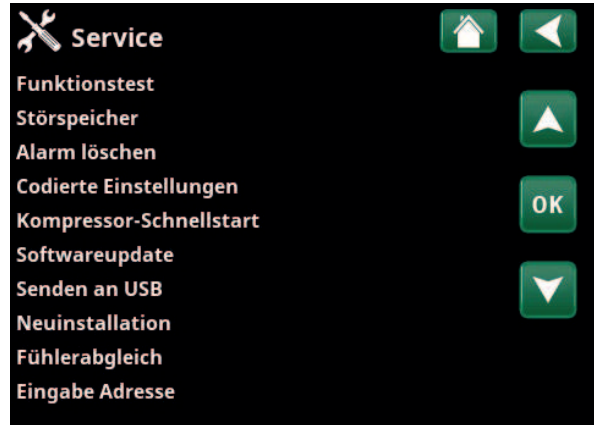 Service
Funktionstest
Störspeicher
Alarm löschen
Codierte Einstellungen
OK
Kompressor-Schnellstart
Softwareupdate
Senden an USB
Neuinstallation
Fühlerabgleich
Eingabe Adresse